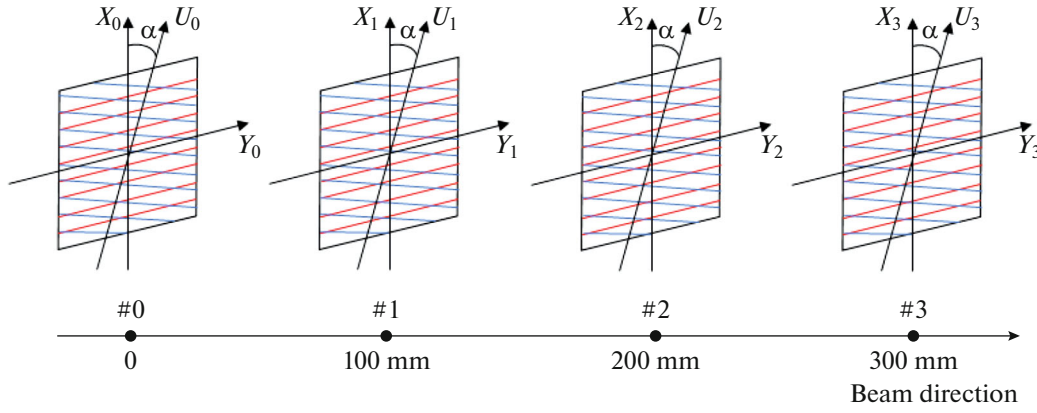 X₀ U₀ X₁ U₁ X₂ U₂ X₃ U₃
α α α α
Y₀ Y₁ Y₂ Y₃
#0 #1 #2 #3
0 100 mm 200 mm 300 mm
Beam direction